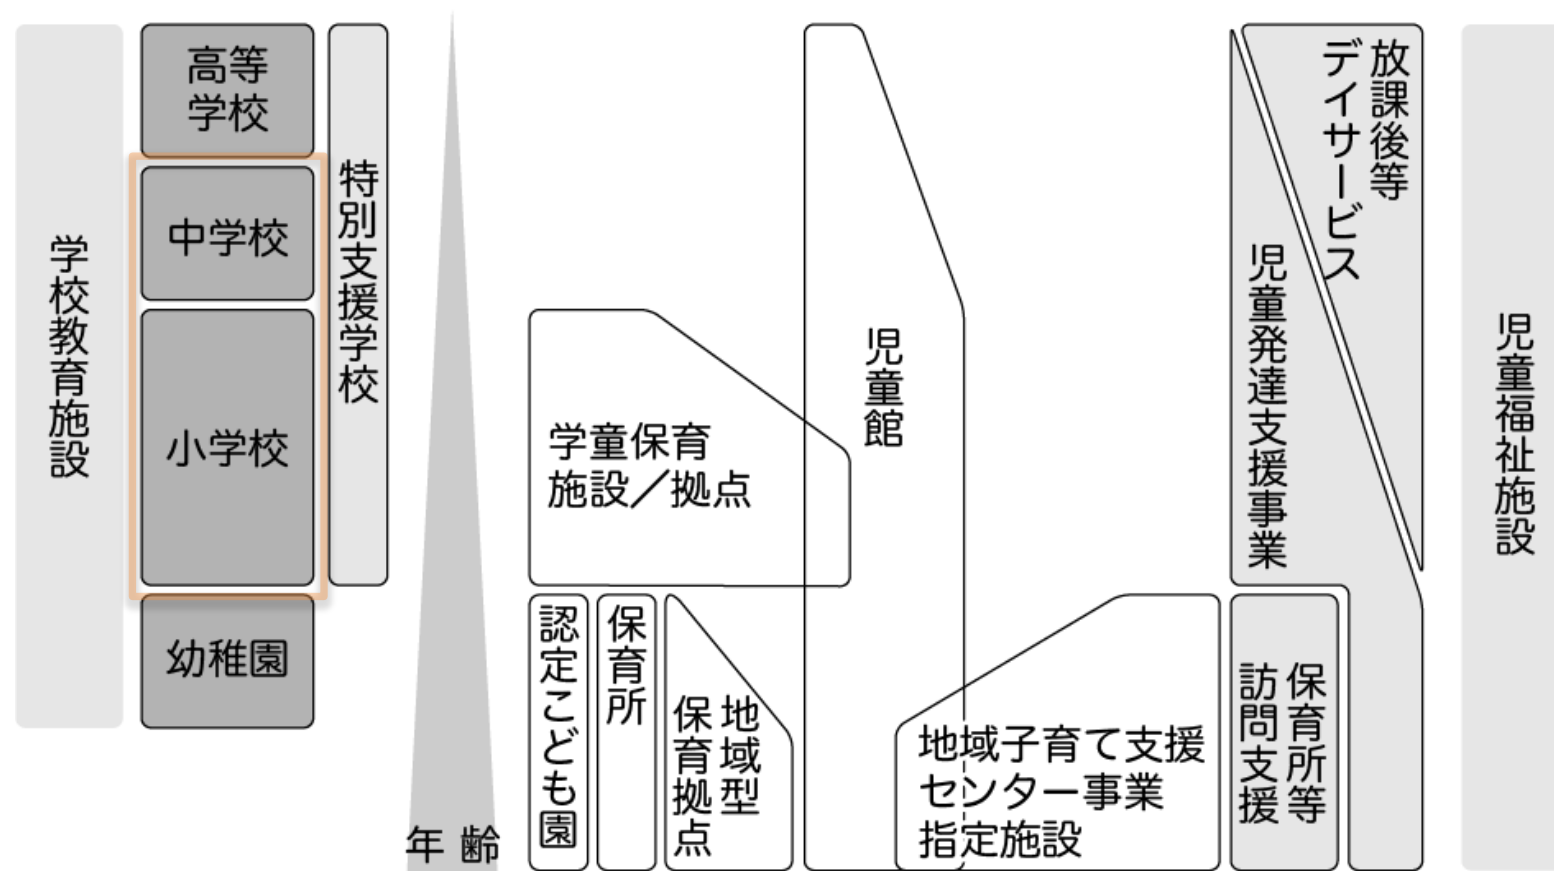 学校教育施設
高等
学校
中学校
小学校
幼稚園
特別支援学校
年齢
学童保育
施設／拠点
認定こども園
保育所
地域型
保育拠点
児童館
地域子育て支援
センター事業
指定施設
放課後等
デイサービス
児童発達支援事業
保育所等
訪問支援
児童福祉施設